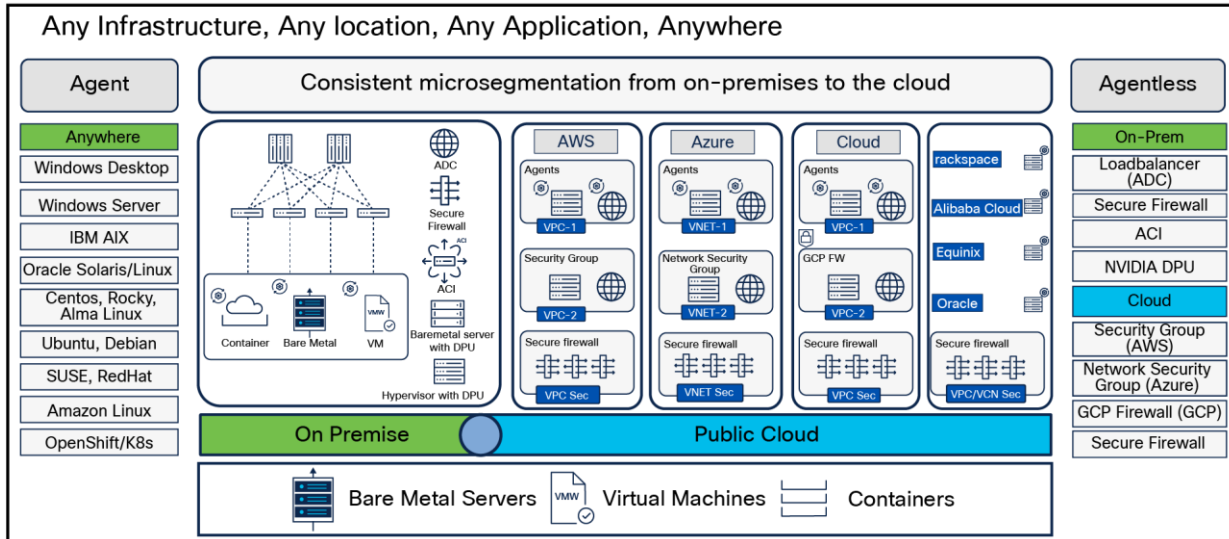 Any Infrastructure, Any location, Any Application, Anywhere
Agent
Anywhere
Windows Desktop
Windows Server
IBM AIX
Oracle Solaris/Linux
Centos, Rocky,
Alma Linux
Ubuntu, Debian
SUSE, RedHat
Amazon Linux
OpenShift/K8s
Consistent microsegmentation from on-premises to the cloud
ADC
Secure
Firewall
ACI
ACI
Baremetal server
with DPU
Hypervisor with DPU
Container
Bare Metal
VMW
VM
AWS
Agents
VPC-1
Security Group
VPC-2
Secure firewall
VPC Sec
Azure
Agents
VNET-1
Network Security
Group
VNET-2
Secure firewall
VNET Sec
Cloud
Agents
VPC-1
GCP FW
VPC-2
Secure firewall
VPC Sec
rackspace
Alibaba Cloud
Equinix
Oracle
Secure firewall
VPC/VCN Sec
On Premise
Public Cloud
Bare Metal Servers
VMW
Virtual Machines
Containers
Agentless
On-Prem
Loadbalancer
(ADC)
Secure Firewall
ACI
NVIDIA DPU
Cloud
Security Group
(AWS)
Network Security
Group (Azure)
GCP Firewall (GCP)
Secure Firewall